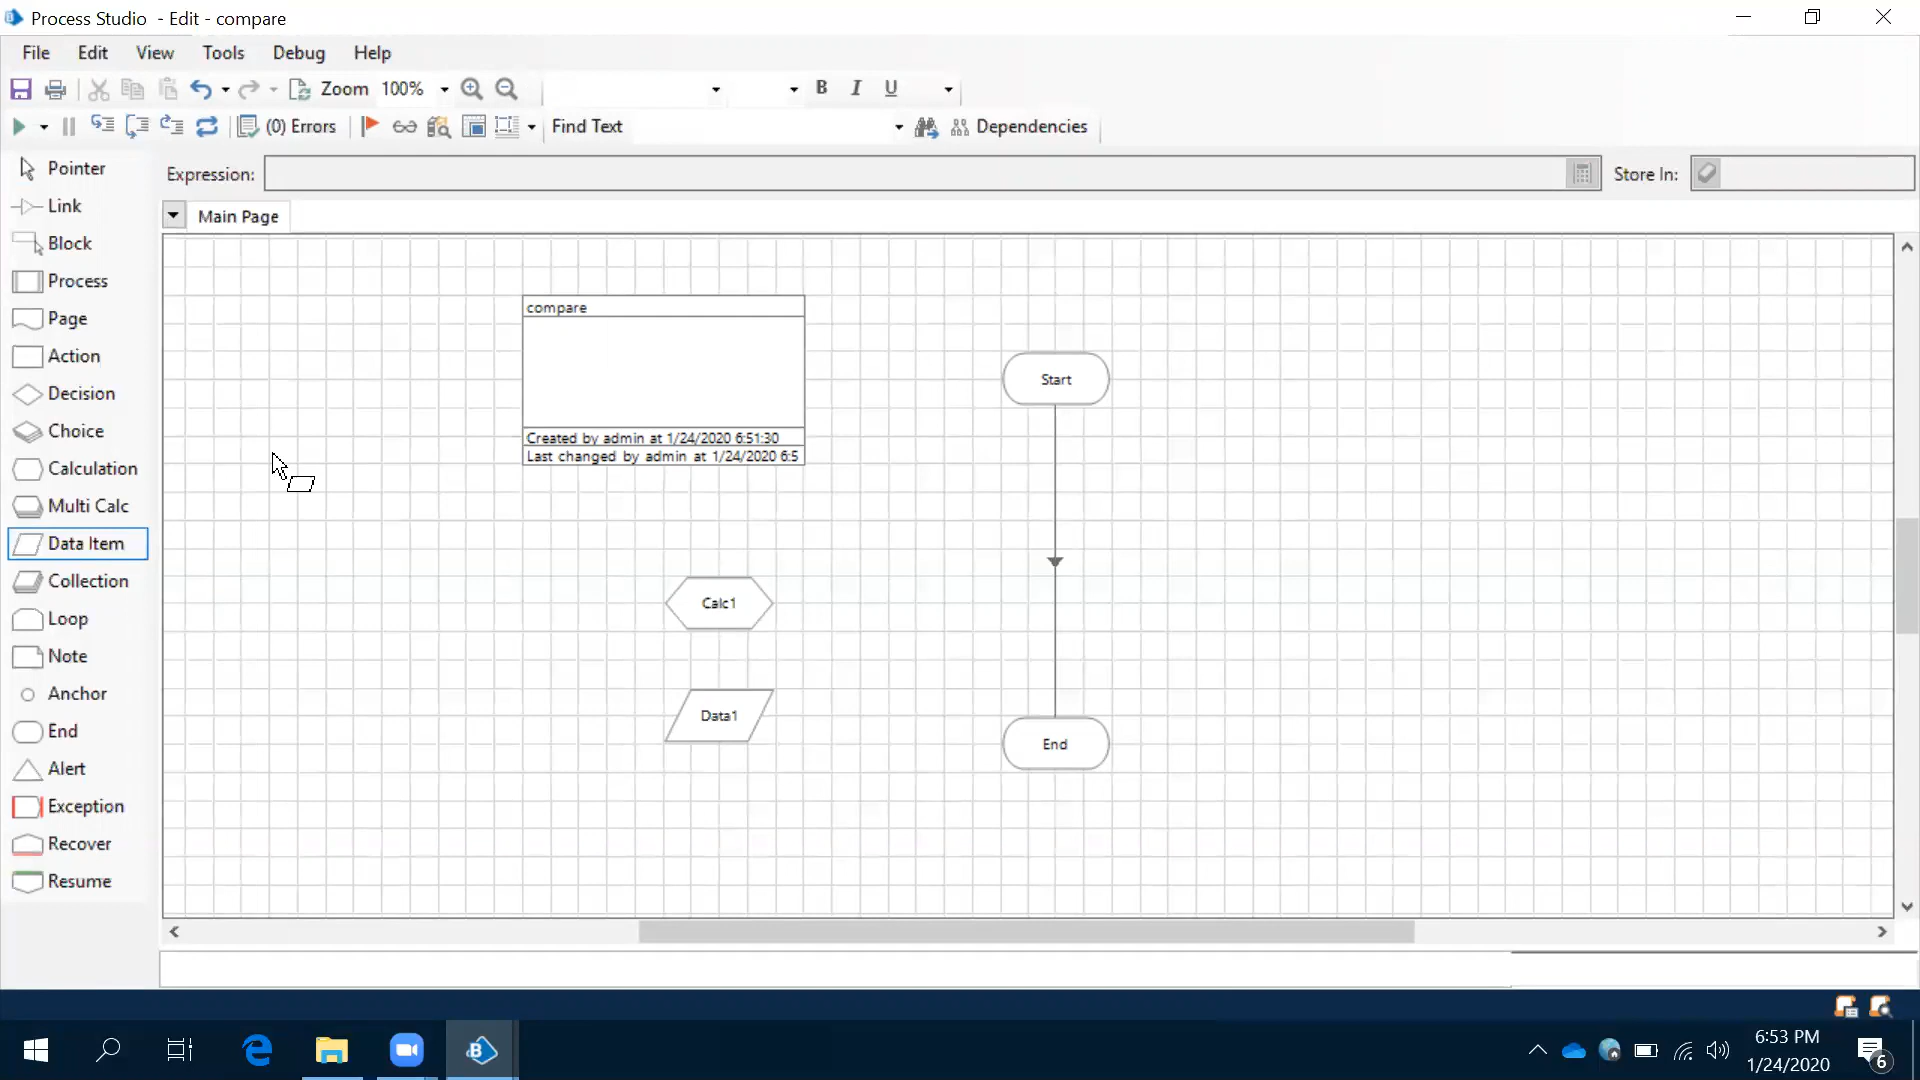 Process Studio - Edit - compare
File Edit View Tools Debug Help
Zoom 100% B I U
(0) Errors Find Text Dependencies
Pointer
Link
Block
Process
Page
Action
Decision
Choice
Calculation
Multi Calc
Data Item
Collection
Loop
Note
Anchor
End
Alert
Exception
Recover
Resume
Expression: Store In:
Main Page
compare
Created by admin at 1/24/2020 6:51:30
Last changed by admin at 1/24/2020 6:5
Start
Calc1
Data1
End
6:53 PM
1/24/2020
6